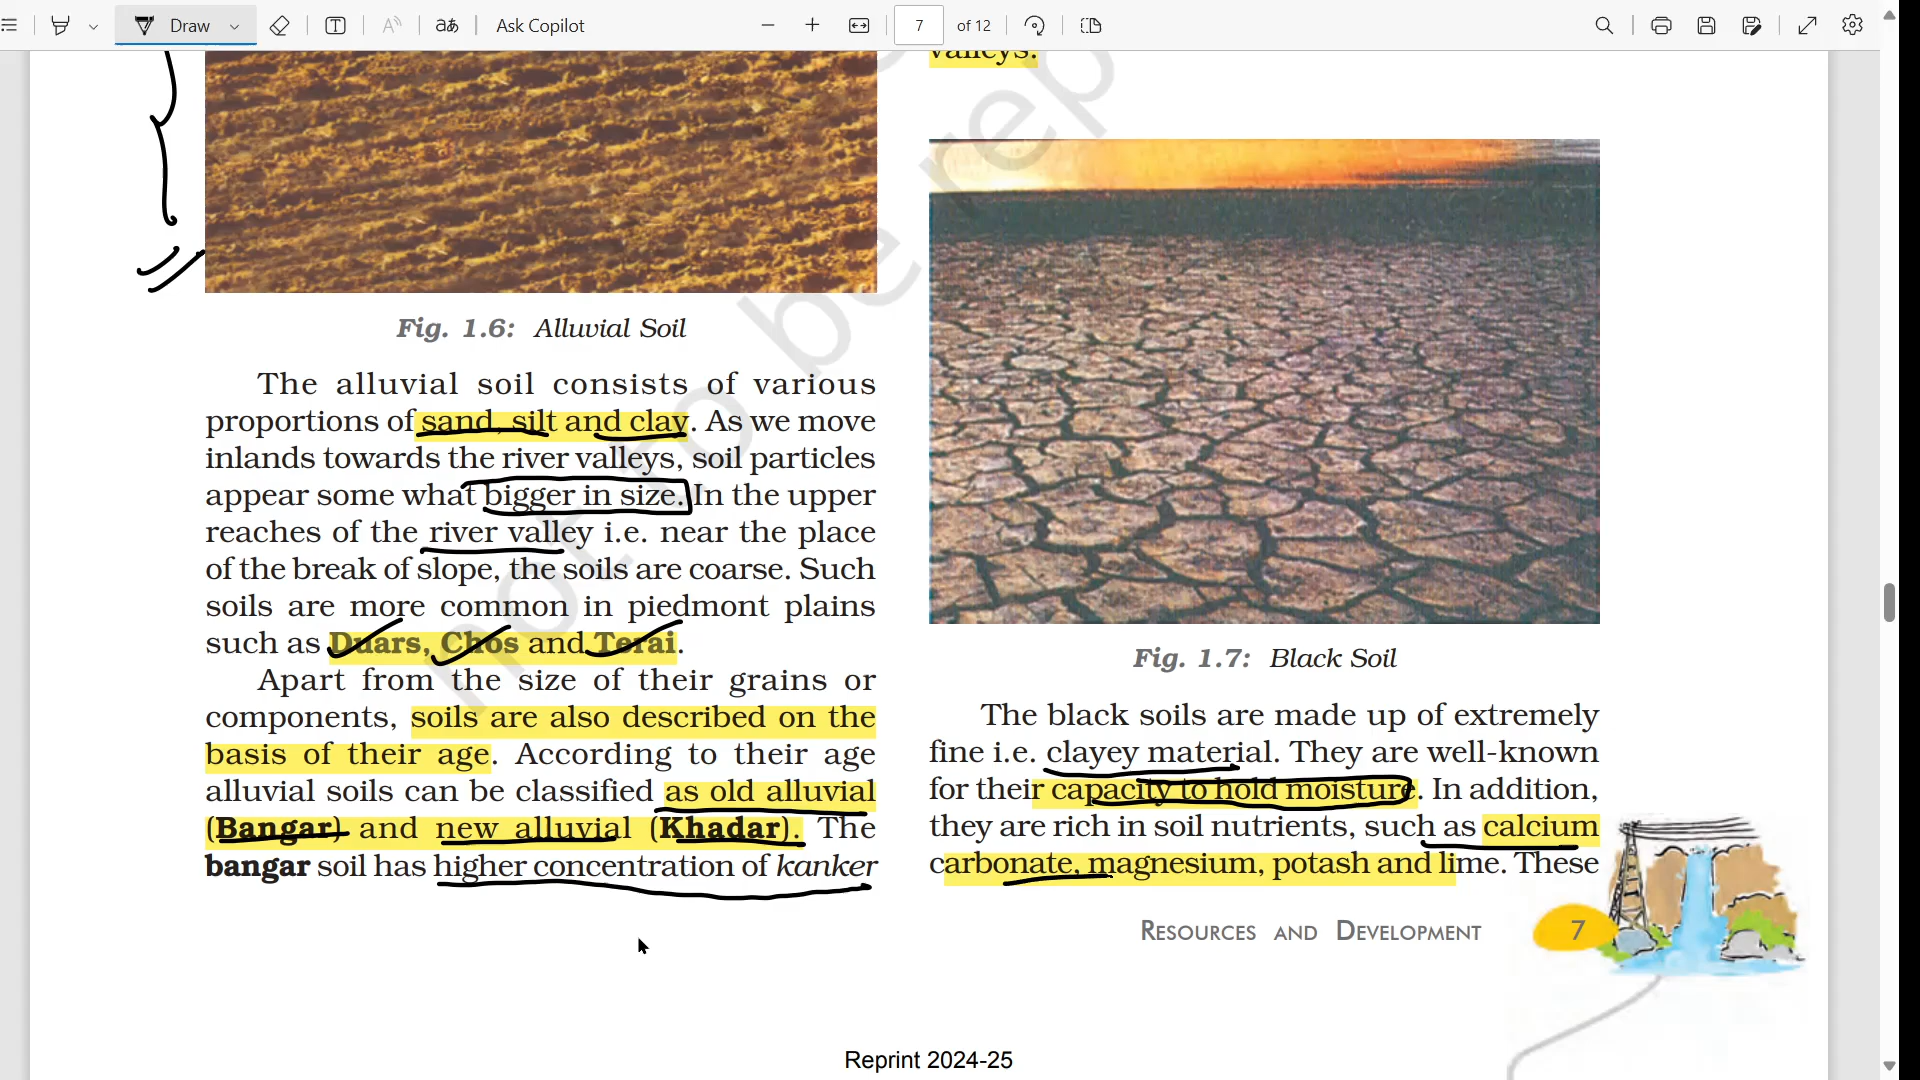 Draw
T
A
aあ
Ask Copilot
7
of 12
valleys.
not to be rep
Fig. 1.6: Alluvial Soil
The alluvial soil consists of various
proportions of sand, silt and clay. As we move
inlands towards the river valleys, soil particles
appear some what bigger in size. In the upper
reaches of the river valley i.e. near the place
of the break of slope, the soils are coarse. Such
soils are more common in piedmont plains
such as Duars, Chos and Terai.
Apart from the size of their grains or
components, soils are also described on the
basis of their age. According to their age
alluvial soils can be classified as old alluvial
(Bangar) and new alluvial (Khadar). The
bangar soil has higher concentration of kanker
Fig. 1.7: Black Soil
The black soils are made up of extremely
fine i.e. clayey material. They are well-known
for their capacity to hold moisture. In addition,
they are rich in soil nutrients, such as calcium
carbonate, magnesium, potash and lime. These
RESOURCES AND DEVELOPMENT
7
Reprint 2024-25